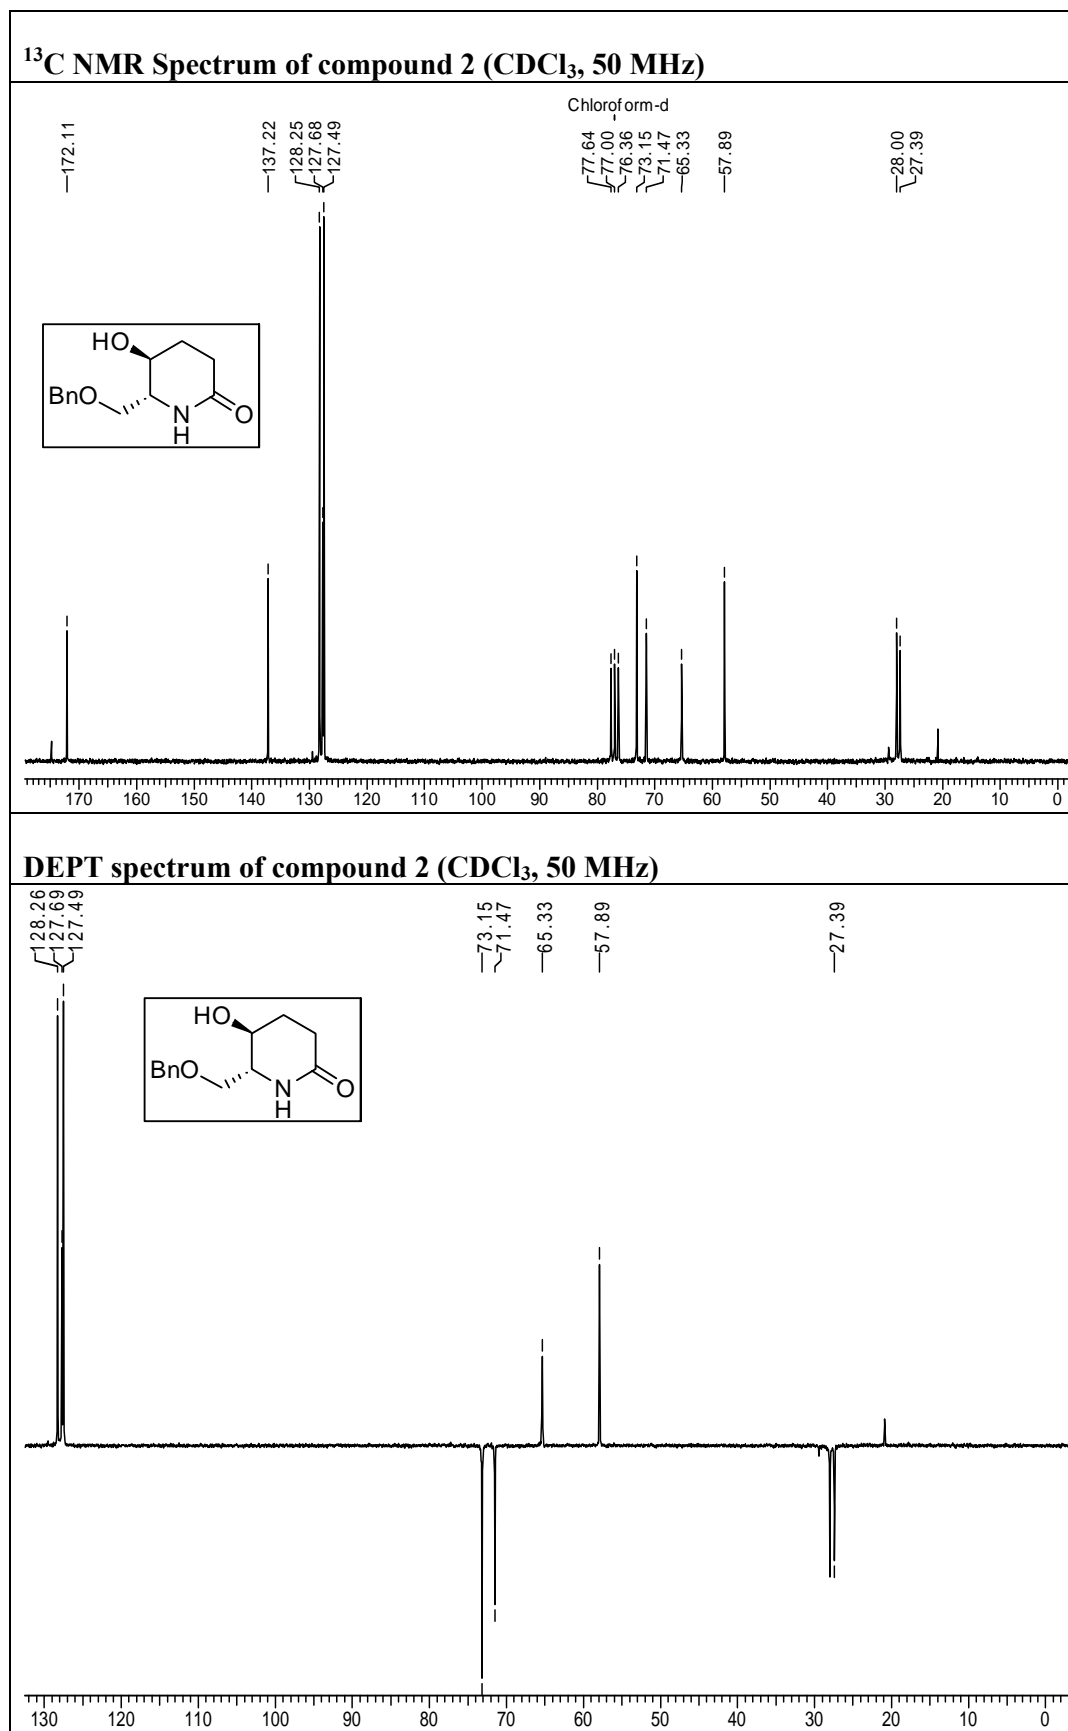 ¹³C NMR Spectrum of compound 2 (CDCl₃, 50 MHz)
Chloroform-d
172.11
137.22
128.25
127.68
127.49
77.64
77.00
76.36
73.15
71.47
65.33
57.89
28.00
27.39
HO
BnO
N
H
O
170 160 150 140 130 120 110 100 90 80 70 60 50 40 30 20 10 0
DEPT spectrum of compound 2 (CDCl₃, 50 MHz)
128.26
127.69
127.49
73.15
71.47
65.33
57.89
27.39
HO
BnO
N
H
O
130 120 110 100 90 80 70 60 50 40 30 20 10 0